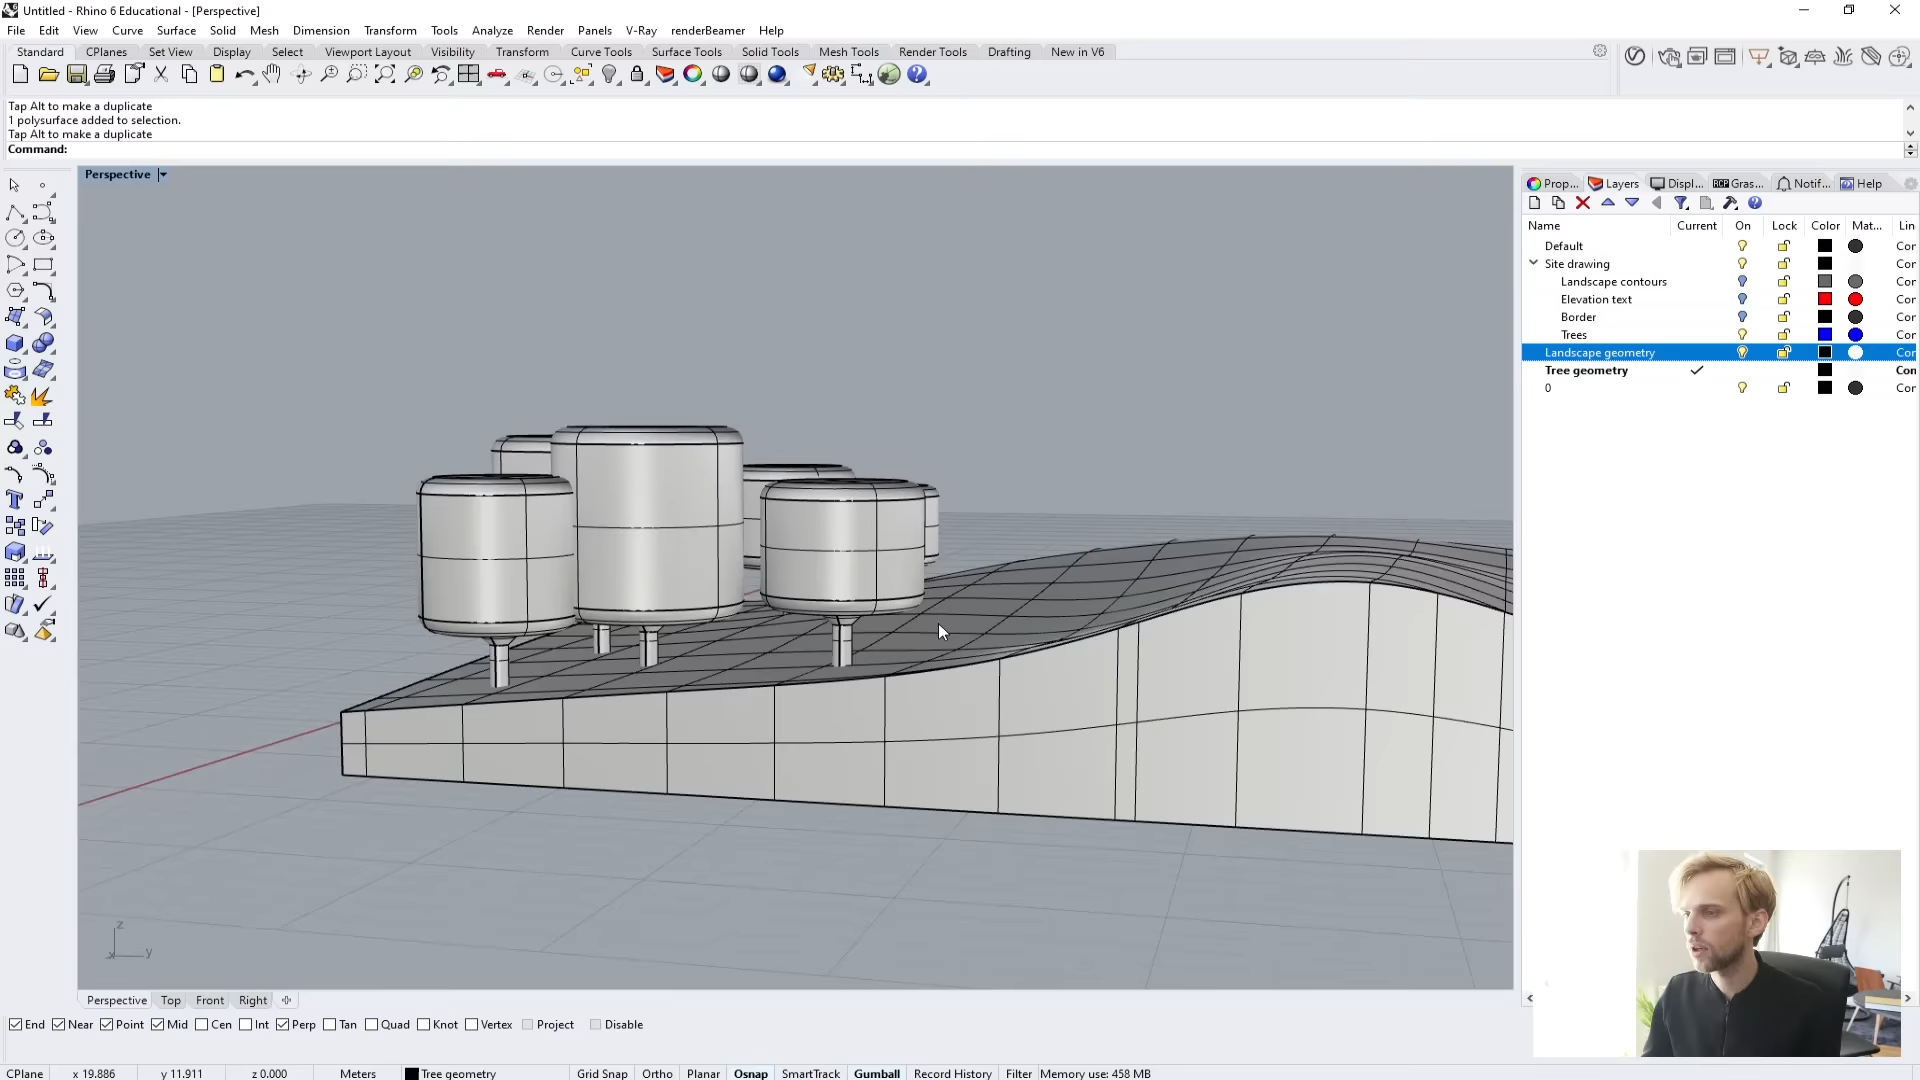 Untitled - Rhino 6 Educational - [Perspective]
File Edit View Curve Surface Solid Mesh Dimension Transform Tools Analyze Render Panels V-Ray renderBeamer Help
Standard CPlanes Set View Display Select Viewport Layout Visibility Transform Curve Tools Surface Tools Solid Tools Mesh Tools Render Tools Drafting New in V6
Tap Alt to make a duplicate
1 polysurface added to selection.
Tap Alt to make a duplicate
Command:
Perspective
Prop... Layers Displ... Gras... Notif... Help
Name Current On Lock Color Mat... Lin
Default Cor
Site drawing Cor
Landscape contours Cor
Elevation text Cor
Border Cor
Trees Cor
Landscape geometry Cor
Tree geometry Con
0 Cor
z
x y
Perspective Top Front Right
End Near Point Mid Cen Int Perp Tan Quad Knot Vertex Project Disable
CPlane x 19.886 y 11.911 z 0.000 Meters Tree geometry Grid Snap Ortho Planar Osnap SmartTrack Gumball Record History Filter Memory use: 458 MB